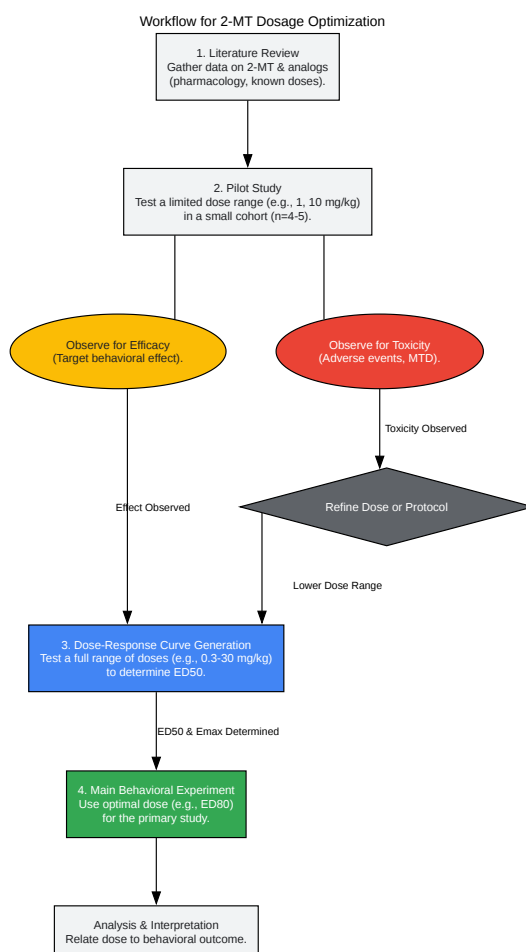 Workflow for 2-MT Dosage Optimization
1. Literature Review
Gather data on 2-MT & analogs
(pharmacology, known doses).
2. Pilot Study
Test a limited dose range (e.g., 1, 10 mg/kg)
in a small cohort (n=4-5).
Observe for Efficacy
(Target behavioral effect).
Observe for Toxicity
(Adverse events, MTD).
Toxicity Observed
Effect Observed
Refine Dose or Protocol
Lower Dose Range
3. Dose-Response Curve Generation
Test a full range of doses (e.g., 0.3-30 mg/kg)
to determine ED50.
ED50 & Emax Determined
4. Main Behavioral Experiment
Use optimal dose (e.g., ED80)
for the primary study.
Analysis & Interpretation
Relate dose to behavioral outcome.